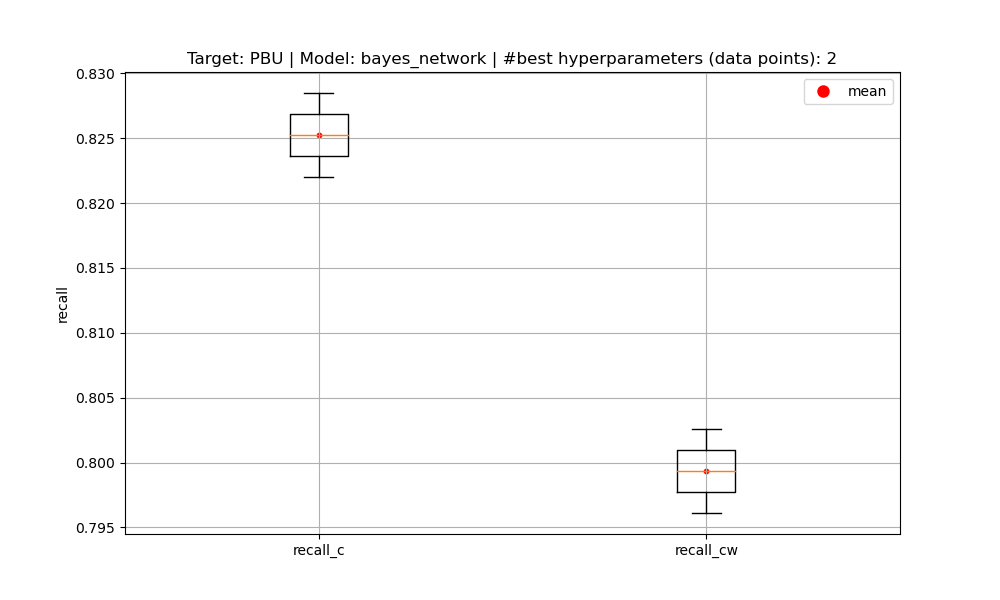 Target: PBU | Model: bayes_network | #best hyperparameters (data points): 2
mean
recall
0.830
0.825
0.820
0.815
0.810
0.805
0.800
0.795
recall_c
recall_cw